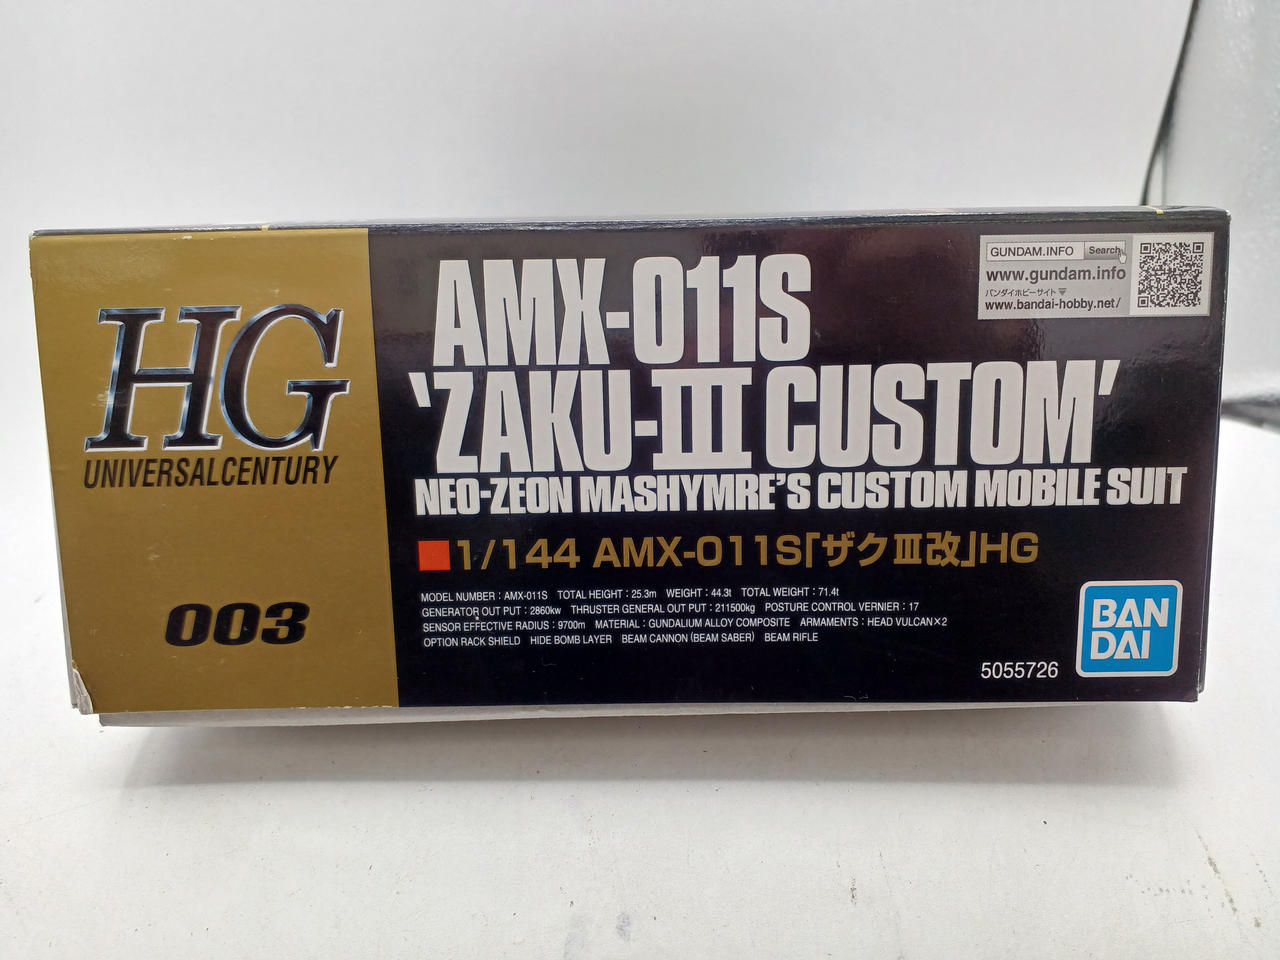 HG
UNIVERSALCENTURY
003
AMX-011S
'ZAKU-III CUSTOM'
NEO-ZEON MASHYMRE'S CUSTOM MOBILE SUIT
1/144 AMX-011S「ザクⅢ改」HG
MODEL NUMBER : AMX-011S TOTAL HEIGHT : 25.3m WEIGHT : 44.3t TOTAL WEIGHT : 71.4t
GENERATOR OUT PUT : 2860kw THRUSTER GENERAL OUT PUT : 211500kg POSTURE CONTROL VERNIER : 17
SENSOR EFFECTIVE RADIUS : 9700m MATERIAL : GUNDALIUM ALLOY COMPOSITE ARMAMENTS : HEAD VULCAN×2
OPTION RACK SHIELD HIDE BOMB LAYER BEAM CANNON (BEAM SABER) BEAM RIFLE
GUNDAM.INFO Search
www.gundam.info
バンダイホビーサイト
www.bandai-hobby.net/
5055726
BAN
DAI